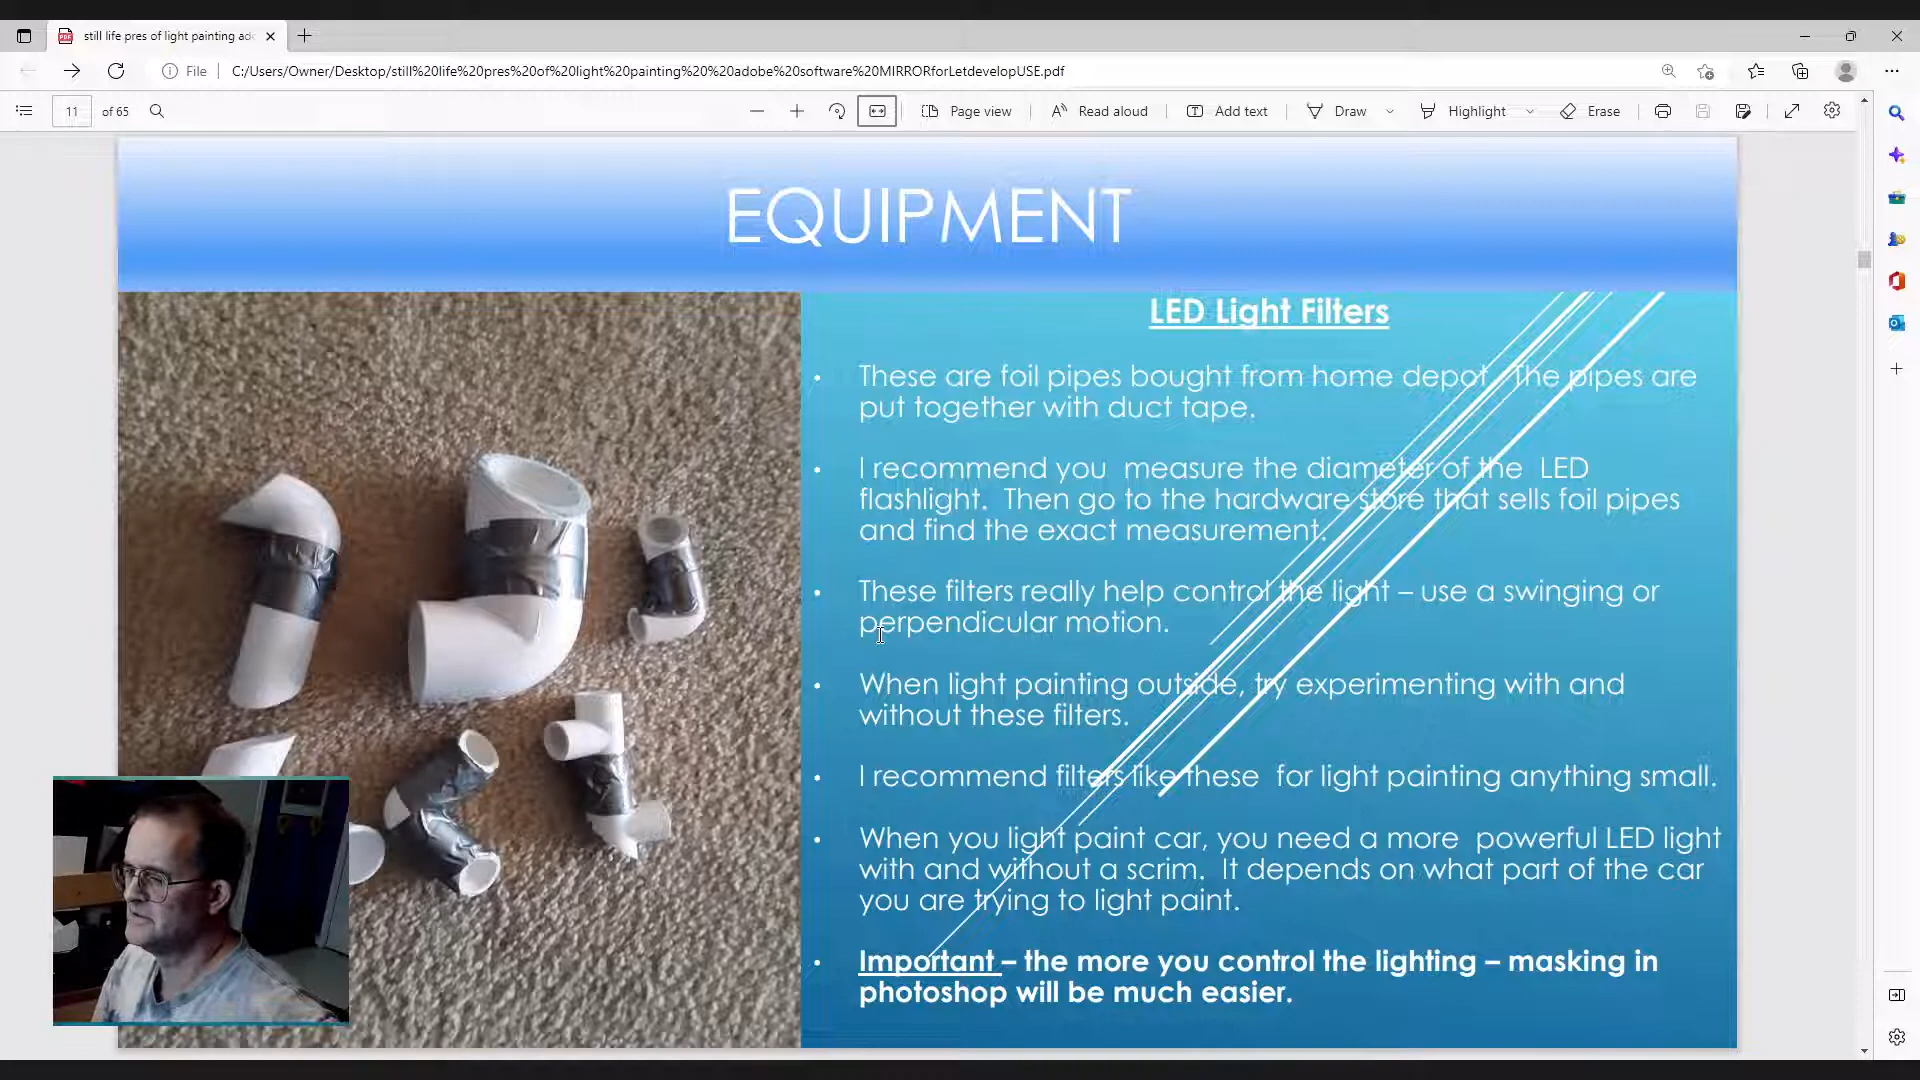 still life pres of light painting ado
File
C:/Users/Owner/Desktop/still%20life%20pres%20of%20light%20painting%20%20adobe%20software%20MIRRORforLetdevelopUSE.pdf
11 of 65
Page view
Read aloud
Add text
Draw
Highlight
Erase
EQUIPMENT
LED Light Filters
• These are foil pipes bought from home depot. The pipes are
put together with duct tape.
• I recommend you measure the diameter of the LED
flashlight. Then go to the hardware store that sells foil pipes
and find the exact measurement.
• These filters really help control the light – use a swinging or
perpendicular motion.
• When light painting outside, try experimenting with and
without these filters.
• I recommend filters like these for light painting anything small.
• When you light paint car, you need a more powerful LED light
with and without a scrim. It depends on what part of the car
you are trying to light paint.
• Important – the more you control the lighting – masking in
photoshop will be much easier.